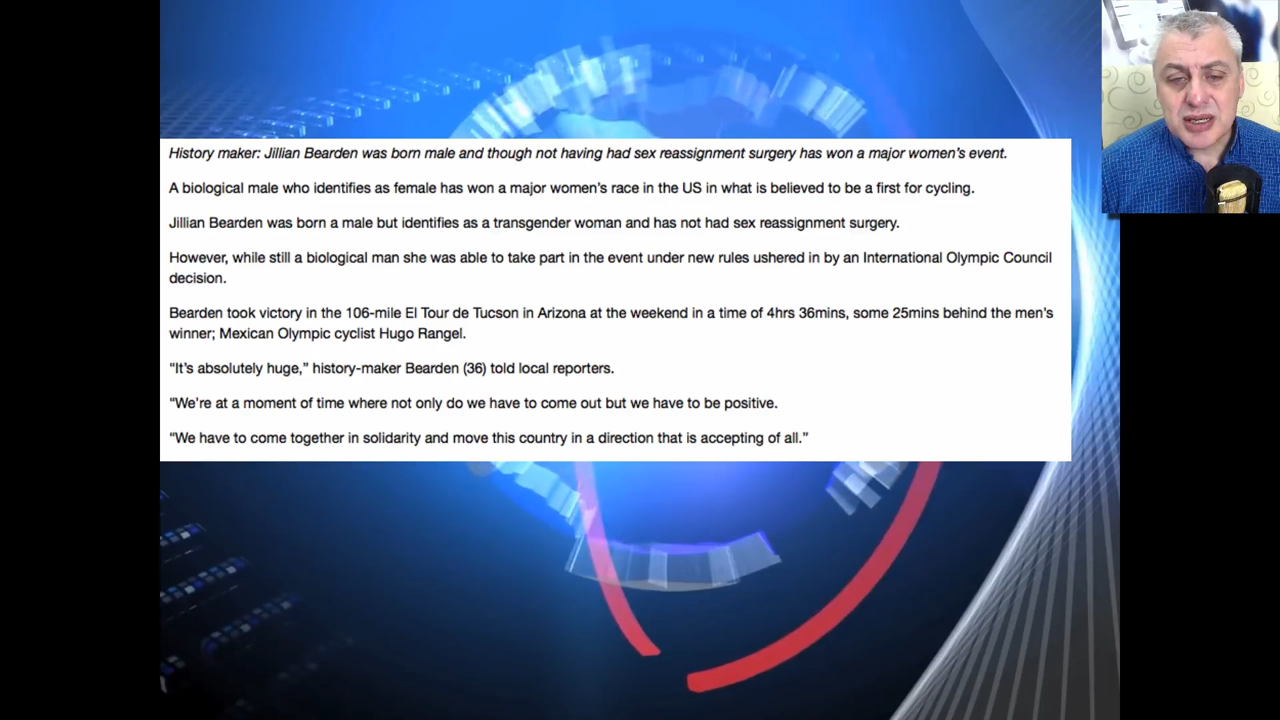 History maker: Jillian Bearden was born male and though not having had sex reassignment surgery has won a major women's event.
A biological male who identifies as female has won a major women's race in the US in what is believed to be a first for cycling.
Jillian Bearden was born a male but identifies as a transgender woman and has not had sex reassignment surgery.
However, while still a biological man she was able to take part in the event under new rules ushered in by an International Olympic Council
decision.
Bearden took victory in the 106-mile El Tour de Tucson in Arizona at the weekend in a time of 4hrs 36mins, some 25mins behind the men's
winner; Mexican Olympic cyclist Hugo Rangel.
“It's absolutely huge,” history-maker Bearden (36) told local reporters.
“We're at a moment of time where not only do we have to come out but we have to be positive.
“We have to come together in solidarity and move this country in a direction that is accepting of all.”